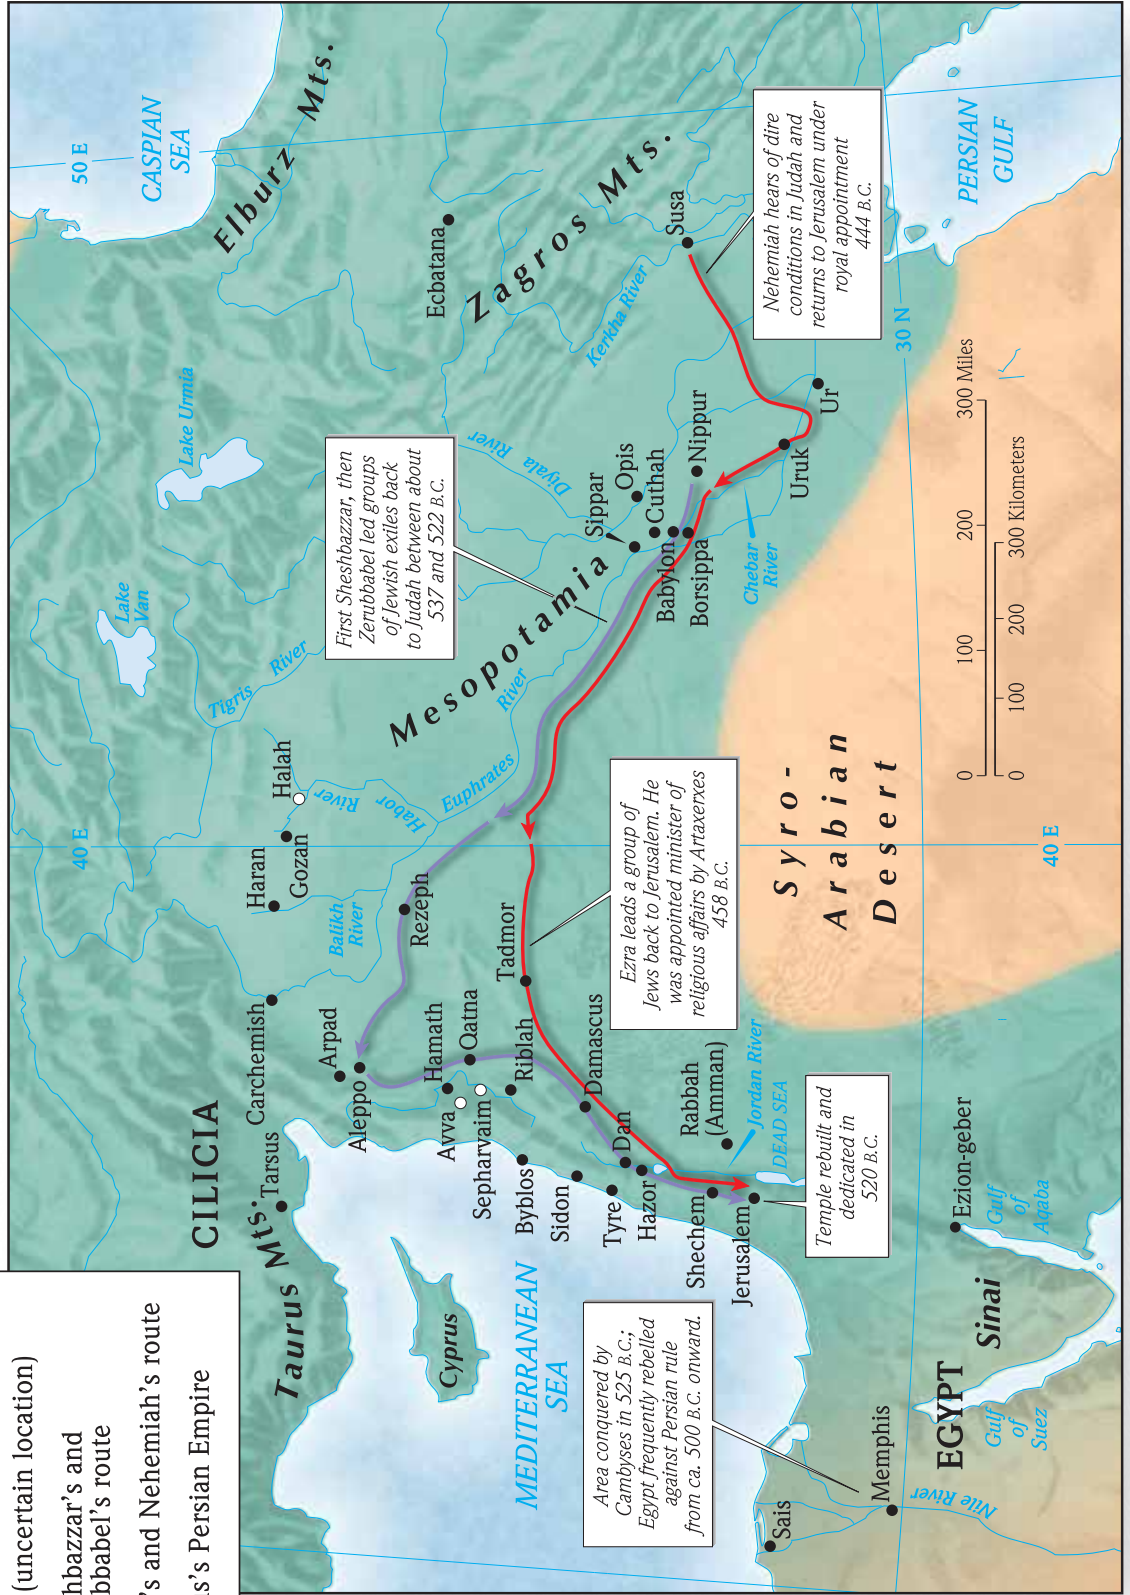 (uncertain location)
hbazzar's and
bbabel's route
's and Nehemiah's route
s's Persian Empire
50 E
CASPIAN
SEA
Elburz Mts.
Ecbatana
Zagros Mts.
Susa
Kerkha River
Nehemiah hears of dire
conditions in Judah and
returns to Jerusalem under
royal appointment
444 B.C.
PERSIAN
GULF
30 N
Lake Urmia
Lake
Van
Tigris River
First Sheshbazzar, then
Zerubbabel led groups
of Jewish exiles back
to Judah between about
537 and 522 B.C.
Diyala River
Sippar
Opis
Cuthah
Nippur
Babylon
Borsippa
Uruk
Ur
Chebar
River
Mesopotamia
Euphrates River
Habor River
Halah
Gozan
Haran
40 E
Balikh
River
Rezeph
Carchemish
Arpad
Aleppo
CILICIA
Tarsus
Taurus Mts.
Hamath
Avva
Qatna
Sepharvaim
Riblah
Tadmor
Ezra leads a group of
Jews back to Jerusalem. He
was appointed minister of
religious affairs by Artaxerxes
458 B.C.
Syro-
Arabian
Desert
0 100 200 300 Miles
0 100 200 300 Kilometers
40 E
Byblos
Sidon
Tyre
Damascus
Dan
Hazor
Rabbah
(Amman)
Jordan River
DEAD SEA
Shechem
Jerusalem
Temple rebuilt and
dedicated in
520 B.C.
Cyprus
MEDITERRANEAN
SEA
Area conquered by
Cambyses in 525 B.C.;
Egypt frequently rebelled
against Persian rule
from ca. 500 B.C. onward.
Ezion-geber
Gulf
of
Aqaba
Sinai
EGYPT
Gulf
of
Suez
Memphis
Sais
Nile River